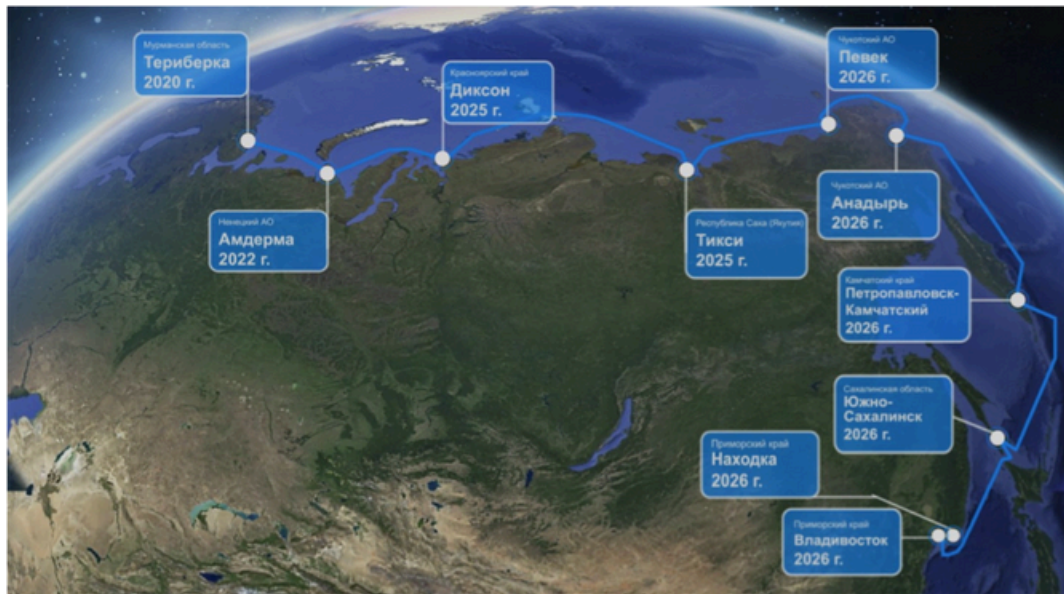 Мурманская область
Териберка
2020 г.
Красноярский край
Диксон
2025 г.
Чукотский АО
Певек
2026 г.
Ненецкий АО
Амдерма
2022 г.
Республика Саха (Якутия)
Тикси
2025 г.
Чукотский АО
Анадырь
2026 г.
Камчатский край
Петропавловск-
Камчатский
2026 г.
Сахалинская область
Южно-
Сахалинск
2026 г.
Приморский край
Находка
2026 г.
Приморский край
Владивосток
2026 г.